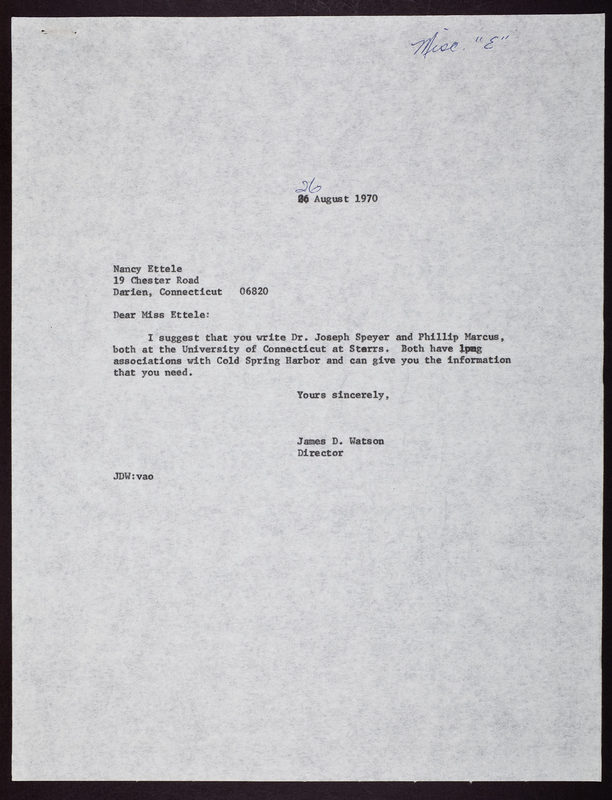 Misc. "E"
26
26 August 1970
Nancy Ettele
19 Chester Road
Darien, Connecticut 06820
Dear Miss Ettele:
I suggest that you write Dr. Joseph Speyer and Phillip Marcus,
both at the University of Connecticut at Storrs. Both have long
associations with Cold Spring Harbor and can give you the information
that you need.
Yours sincerely,
James D. Watson
Director
JDW:vao